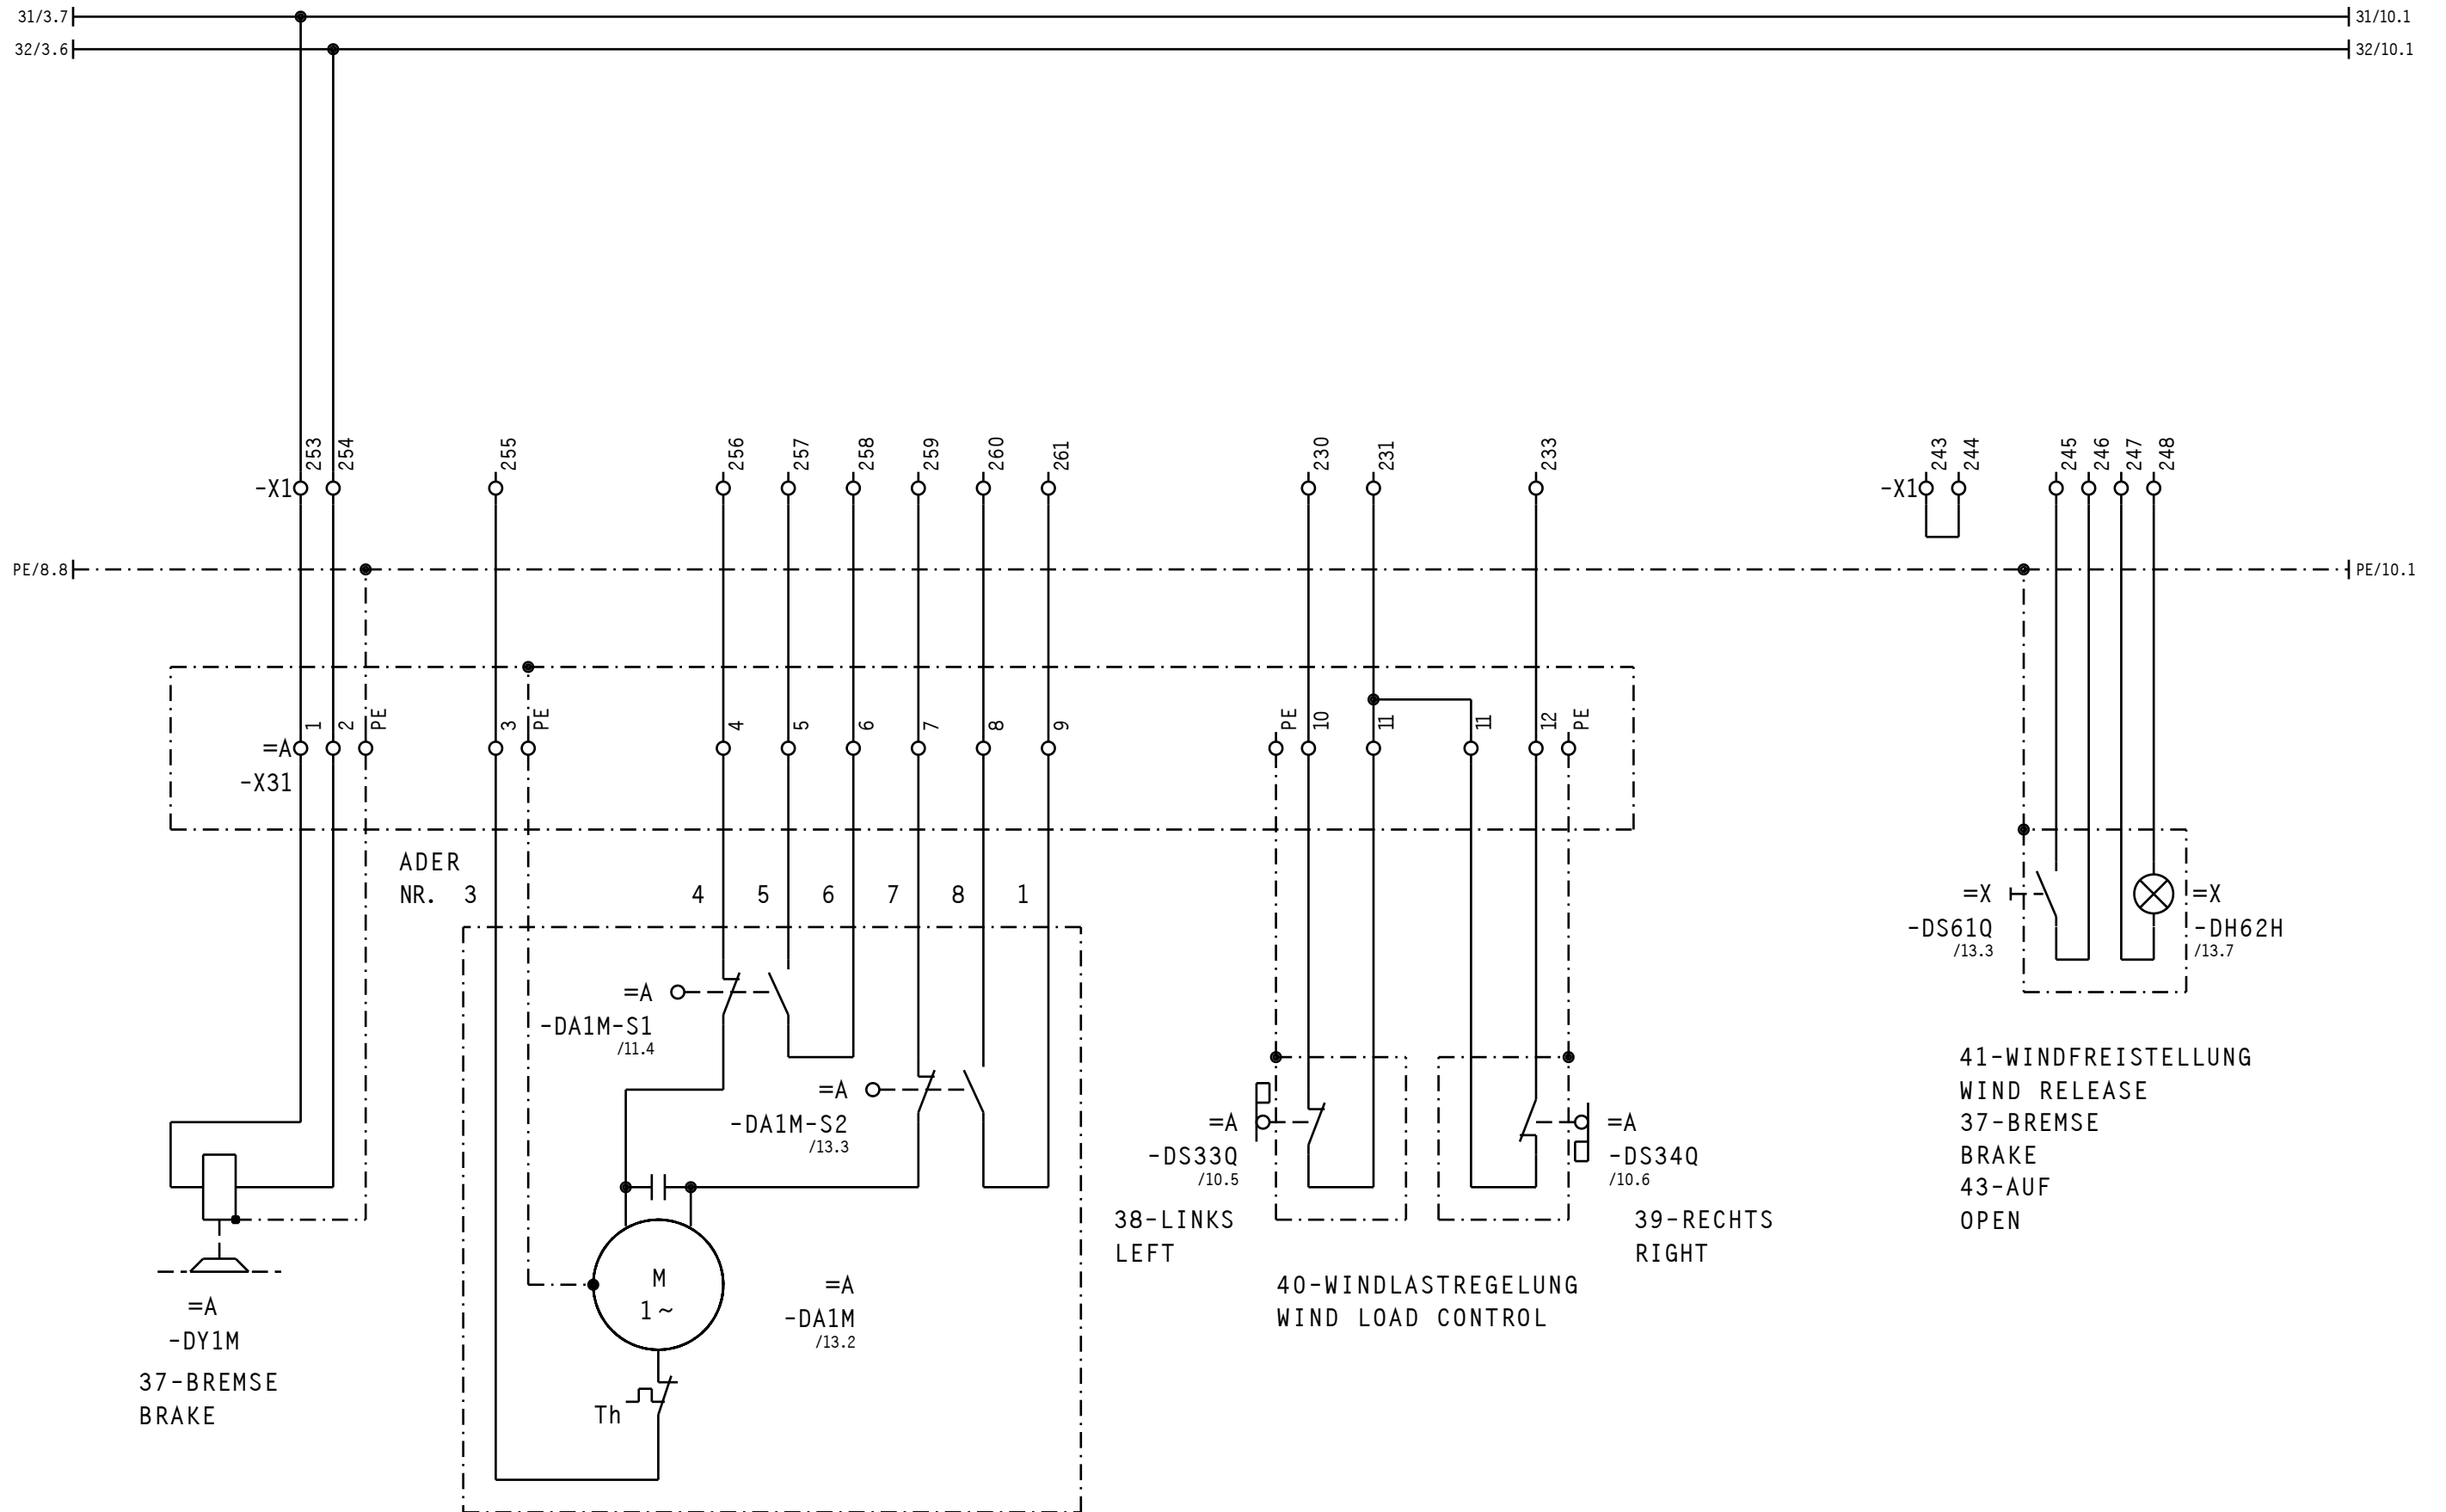 31/3.7
31/10.1
32/3.6
32/10.1
253
254
255
256
257
258
259
260
261
230
231
233
243
244
245
246
247
248
-X1
-X1
PE/8.8
PE/10.1
1
2
PE
3
PE
4
5
6
7
8
9
PE
10
11
11
12
PE
=A
-X31
ADER
NR. 3 4 5 6 7 8 1
=X
-DS61Q
/13.3
=X
-DH62H
/13.7
=A
-DA1M-S1
/11.4
=A
-DA1M-S2
/13.3
=A
-DS33Q
/10.5
=A
-DS34Q
/10.6
38-LINKS
LEFT
39-RECHTS
RIGHT
40-WINDLASTREGELUNG
WIND LOAD CONTROL
41-WINDFREISTELLUNG
WIND RELEASE
37-BREMSE
BRAKE
43-AUF
OPEN
M
1~
=A
-DA1M
/13.2
Th
=A
-DY1M
37-BREMSE
BRAKE